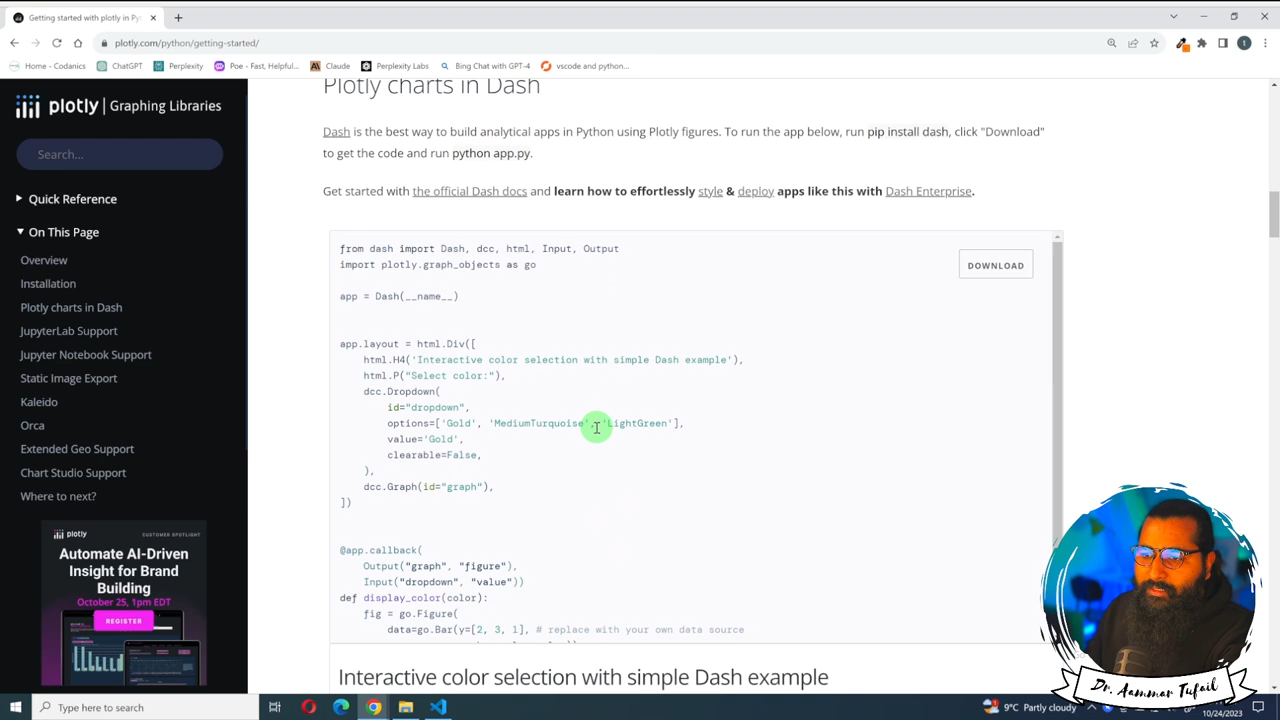 Getting started with plotly in Py
plotly.com/python/getting-started/
Home - Codanics
ChatGPT
Perplexity
Poe - Fast, Helpful...
Claude
Perplexity Labs
Bing Chat with GPT-4
vscode and python...
plotly | Graphing Libraries
Search...
Quick Reference
On This Page
Overview
Installation
Plotly charts in Dash
JupyterLab Support
Jupyter Notebook Support
Static Image Export
Kaleido
Orca
Extended Geo Support
Chart Studio Support
Where to next?
plotly
CUSTOMER SPOTLIGHT
Automate AI-Driven
Insight for Brand
Building
October 25, 1pm EDT
REGISTER
Plotly charts in Dash
Dash is the best way to build analytical apps in Python using Plotly figures. To run the app below, run pip install dash, click "Download"
to get the code and run python app.py.
Get started with the official Dash docs and learn how to effortlessly style & deploy apps like this with Dash Enterprise.
from dash import Dash, dcc, html, Input, Output
import plotly.graph_objects as go
DOWNLOAD
app = Dash(__name__)
app.layout = html.Div([
html.H4('Interactive color selection with simple Dash example'),
html.P("Select color:"),
dcc.Dropdown(
id="dropdown",
options=['Gold', 'MediumTurquoise', 'LightGreen'],
value='Gold',
clearable=False,
),
dcc.Graph(id="graph"),
])
@app.callback(
Output("graph", "figure"),
Input("dropdown", "value"))
def display_color(color):
fig = go.Figure(
data=go.Bar(y=[2, 3, 1], # replace with your own data source
Interactive color selection with simple Dash example
Dr. Aammar Tufail
Type here to search
9°C Partly cloudy
10/24/2023